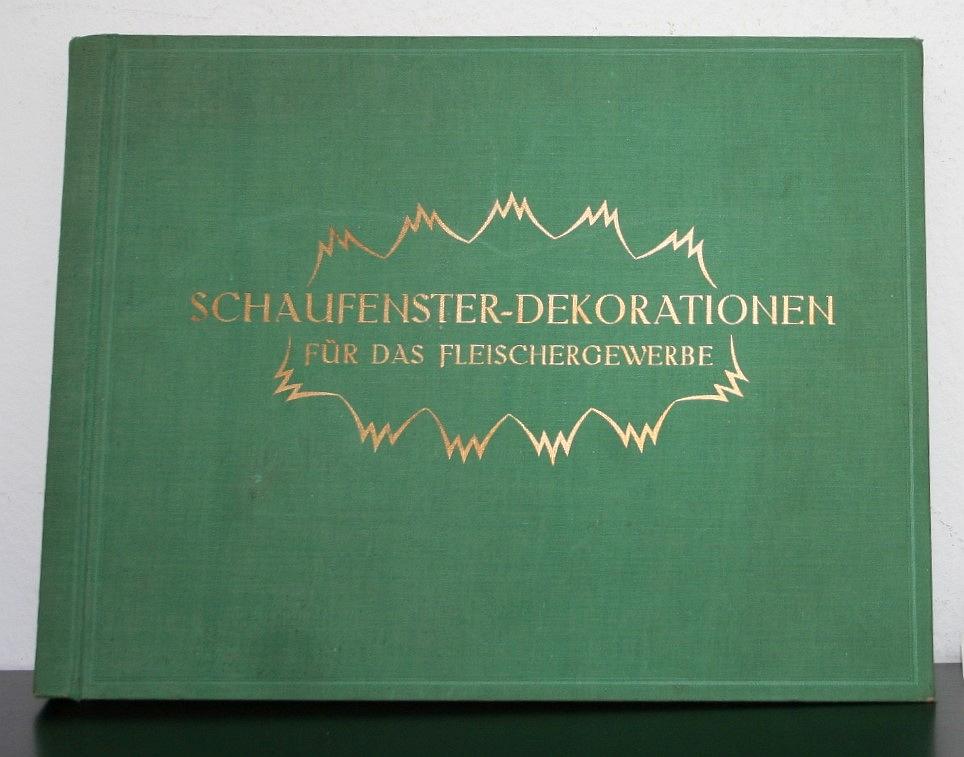 SCHAUFENSTER-DEKORATIONEN
FÜR DAS FLEISCHERGEWERBE